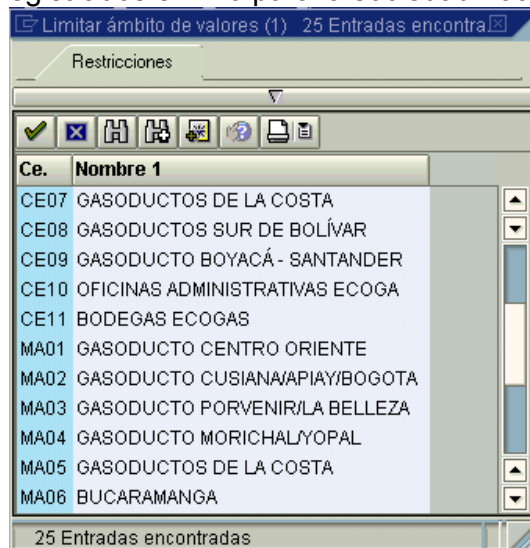 Limitar ámbito de valores (1) 25 Entradas encontra
Restricciones
Ce. Nombre 1
CE07 GASODUCTOS DE LA COSTA
CE08 GASODUCTOS SUR DE BOLÍVAR
CE09 GASODUCTO BOYACÁ - SANTANDER
CE10 OFICINAS ADMINISTRATIVAS ECOGA
CE11 BODEGAS ECOGAS
MA01 GASODUCTO CENTRO ORIENTE
MA02 GASODUCTO CUSIANA/APIAY/BOGOTA
MA03 GASODUCTO PORVENIR/LA BELLEZA
MA04 GASODUCTO MORICHAL/YOPAL
MA05 GASODUCTOS DE LA COSTA
MA06 BUCARAMANGA
25 Entradas encontradas